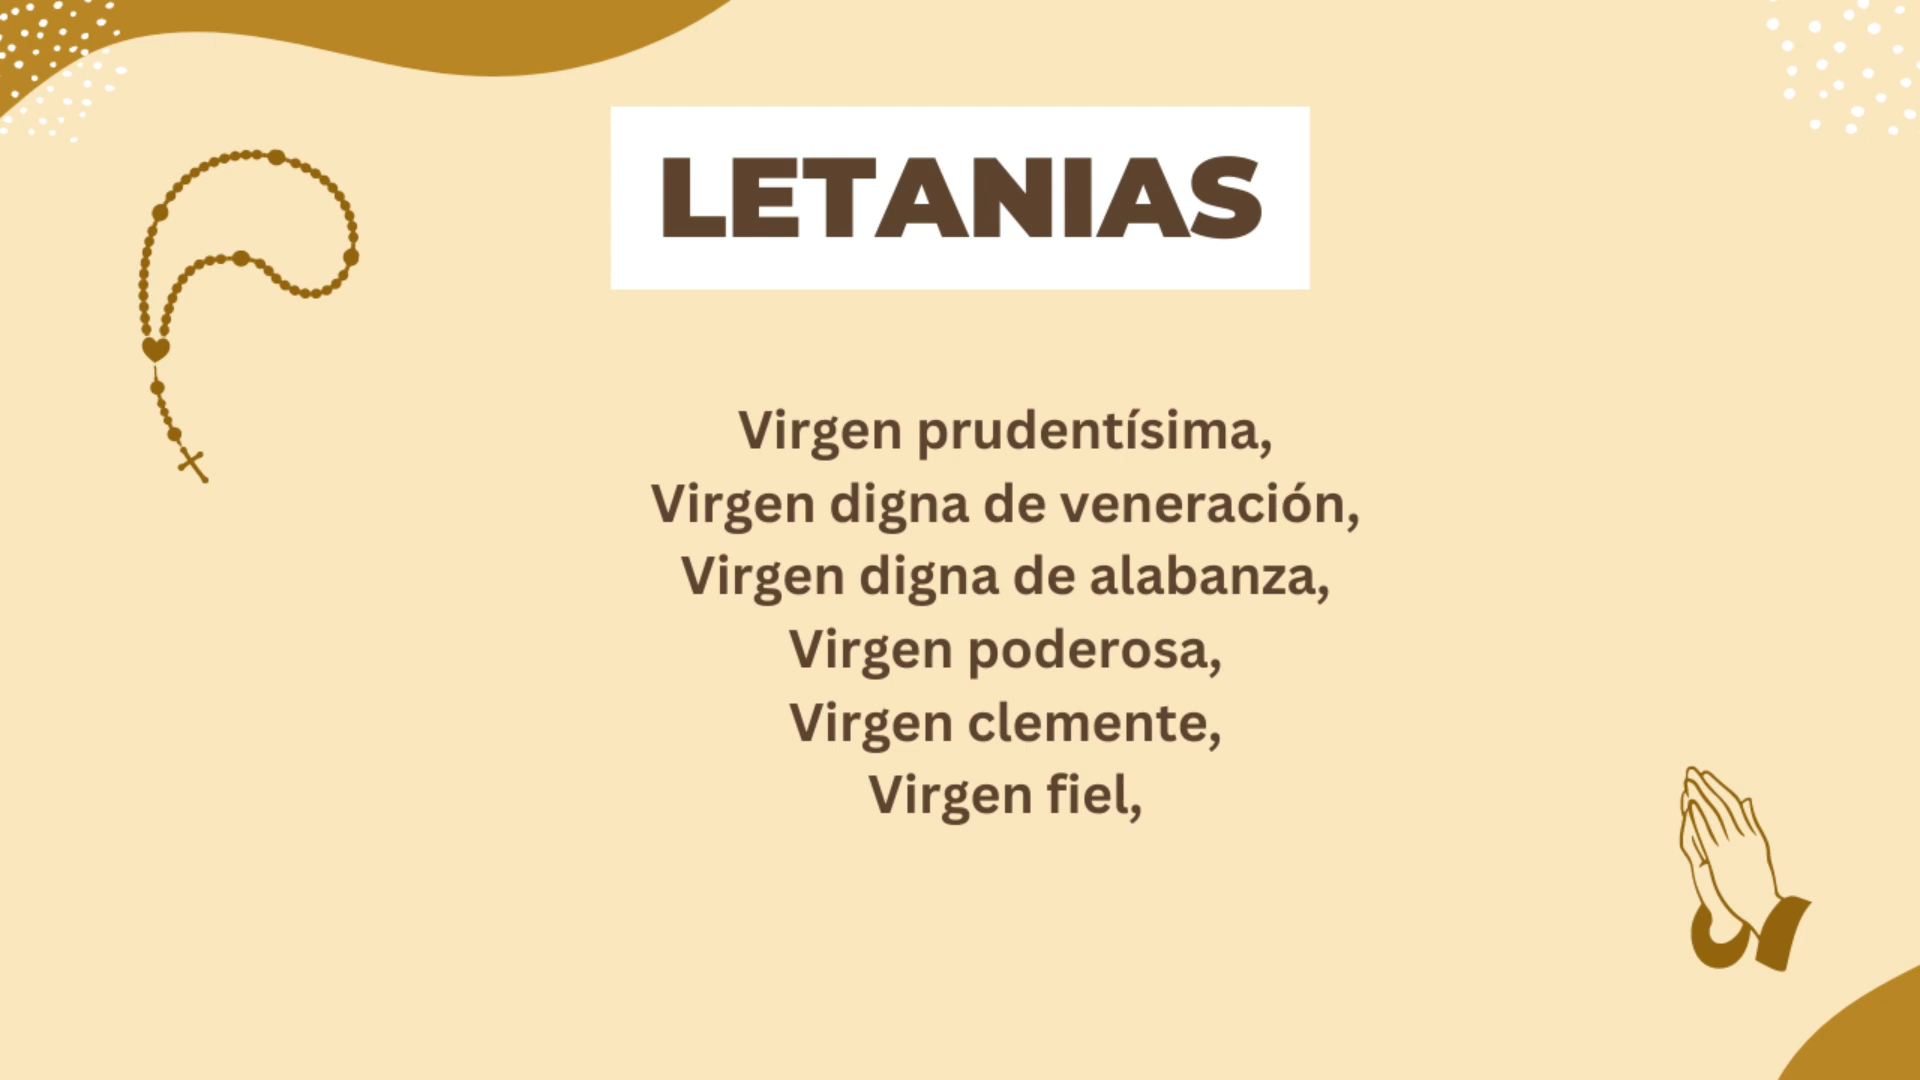 LETANIAS
Virgen prudentísima,
Virgen digna de veneración,
Virgen digna de alabanza,
Virgen poderosa,
Virgen clemente,
Virgen fiel,